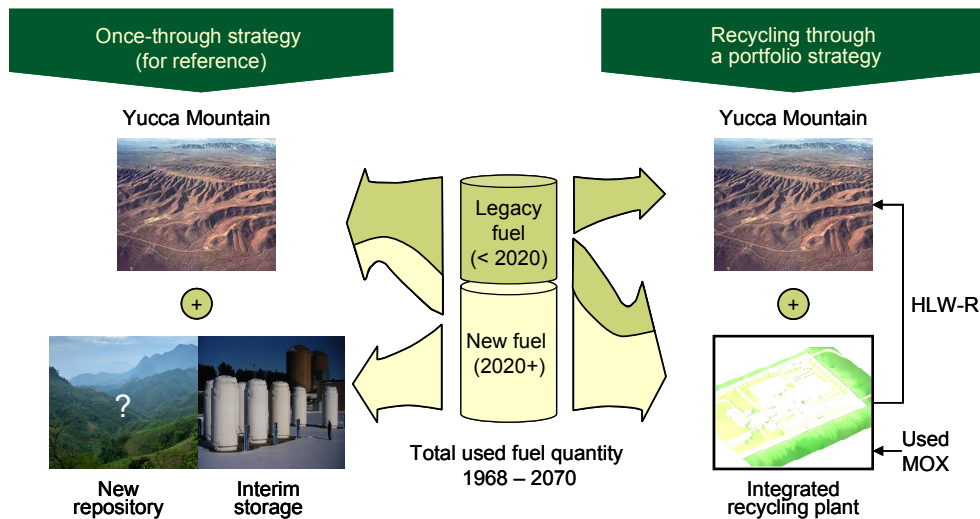 Once-through strategy
(for reference)
Recycling through
a portfolio strategy
Yucca Mountain
Yucca Mountain
Legacy
fuel
(< 2020)
+
+
HLW-R
New fuel
(2020+)
?
Used
MOX
Total used fuel quantity
1968 – 2070
New
repository
Interim
storage
Integrated
recycling plant